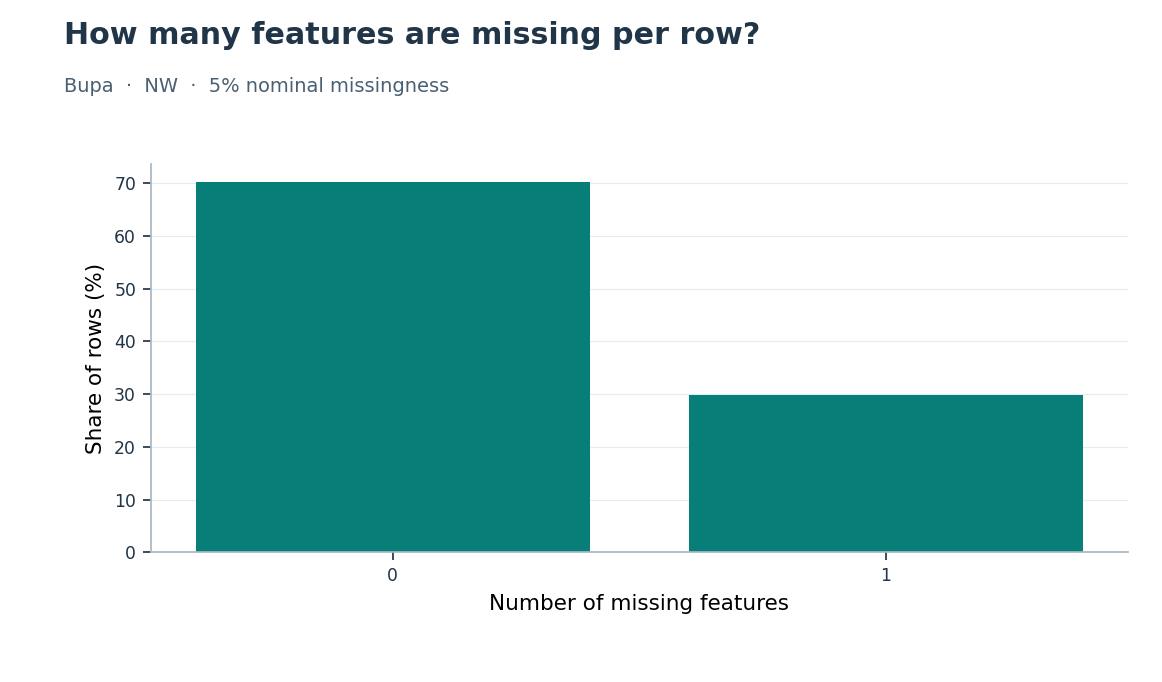 How many features are missing per row?
Bupa · NW · 5% nominal missingness
70
60
50
40
30
20
10
0
Share of rows (%)
0 1
Number of missing features